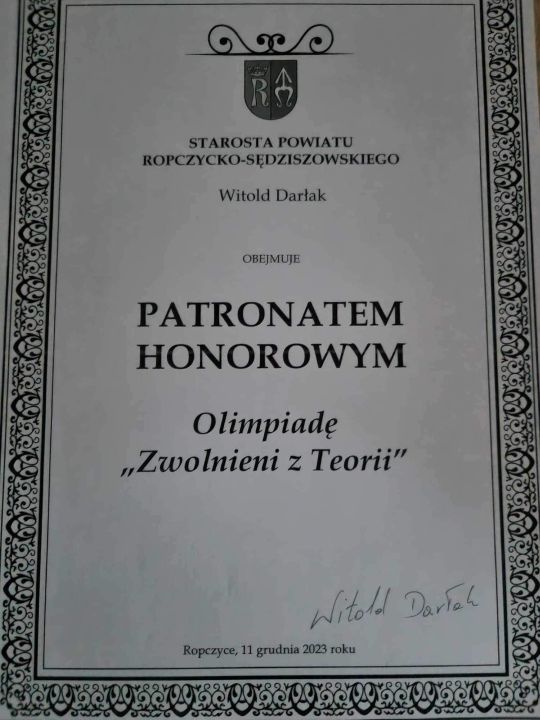 R
STAROSTA POWIATU
ROPCZYCKO-SĘDZISZOWSKIEGO
Witold Darłak
OBEJMUJE
PATRONATEM
HONOROWYM
Olimpiadę
„Zwolnieni z Teorii”
Witold Darłak
Ropczyce, 11 grudnia 2023 roku